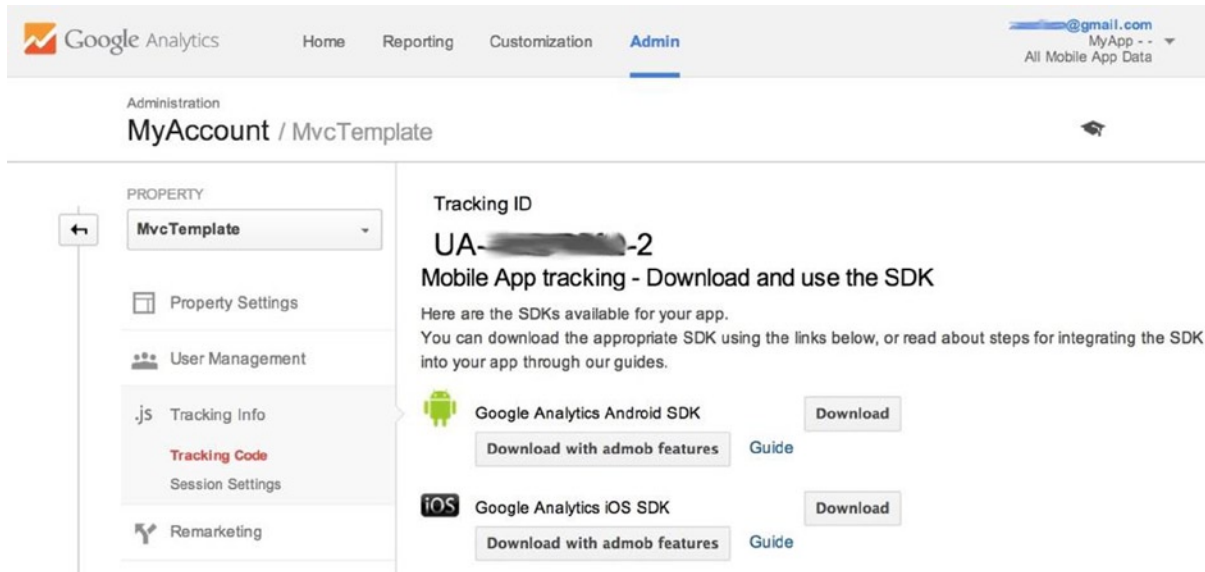 Google Analytics Home Reporting Customization Admin
@gmail.com
MyApp - -
All Mobile App Data
Administration
MyAccount / MvcTemplate
PROPERTY
MvcTemplate
Property Settings
User Management
.js Tracking Info
Tracking Code
Session Settings
Remarketing
Tracking ID
UA- -2
Mobile App tracking - Download and use the SDK
Here are the SDKs available for your app.
You can download the appropriate SDK using the links below, or read about steps for integrating the SDK
into your app through our guides.
Google Analytics Android SDK Download
Download with admob features Guide
iOS Google Analytics iOS SDK Download
Download with admob features Guide